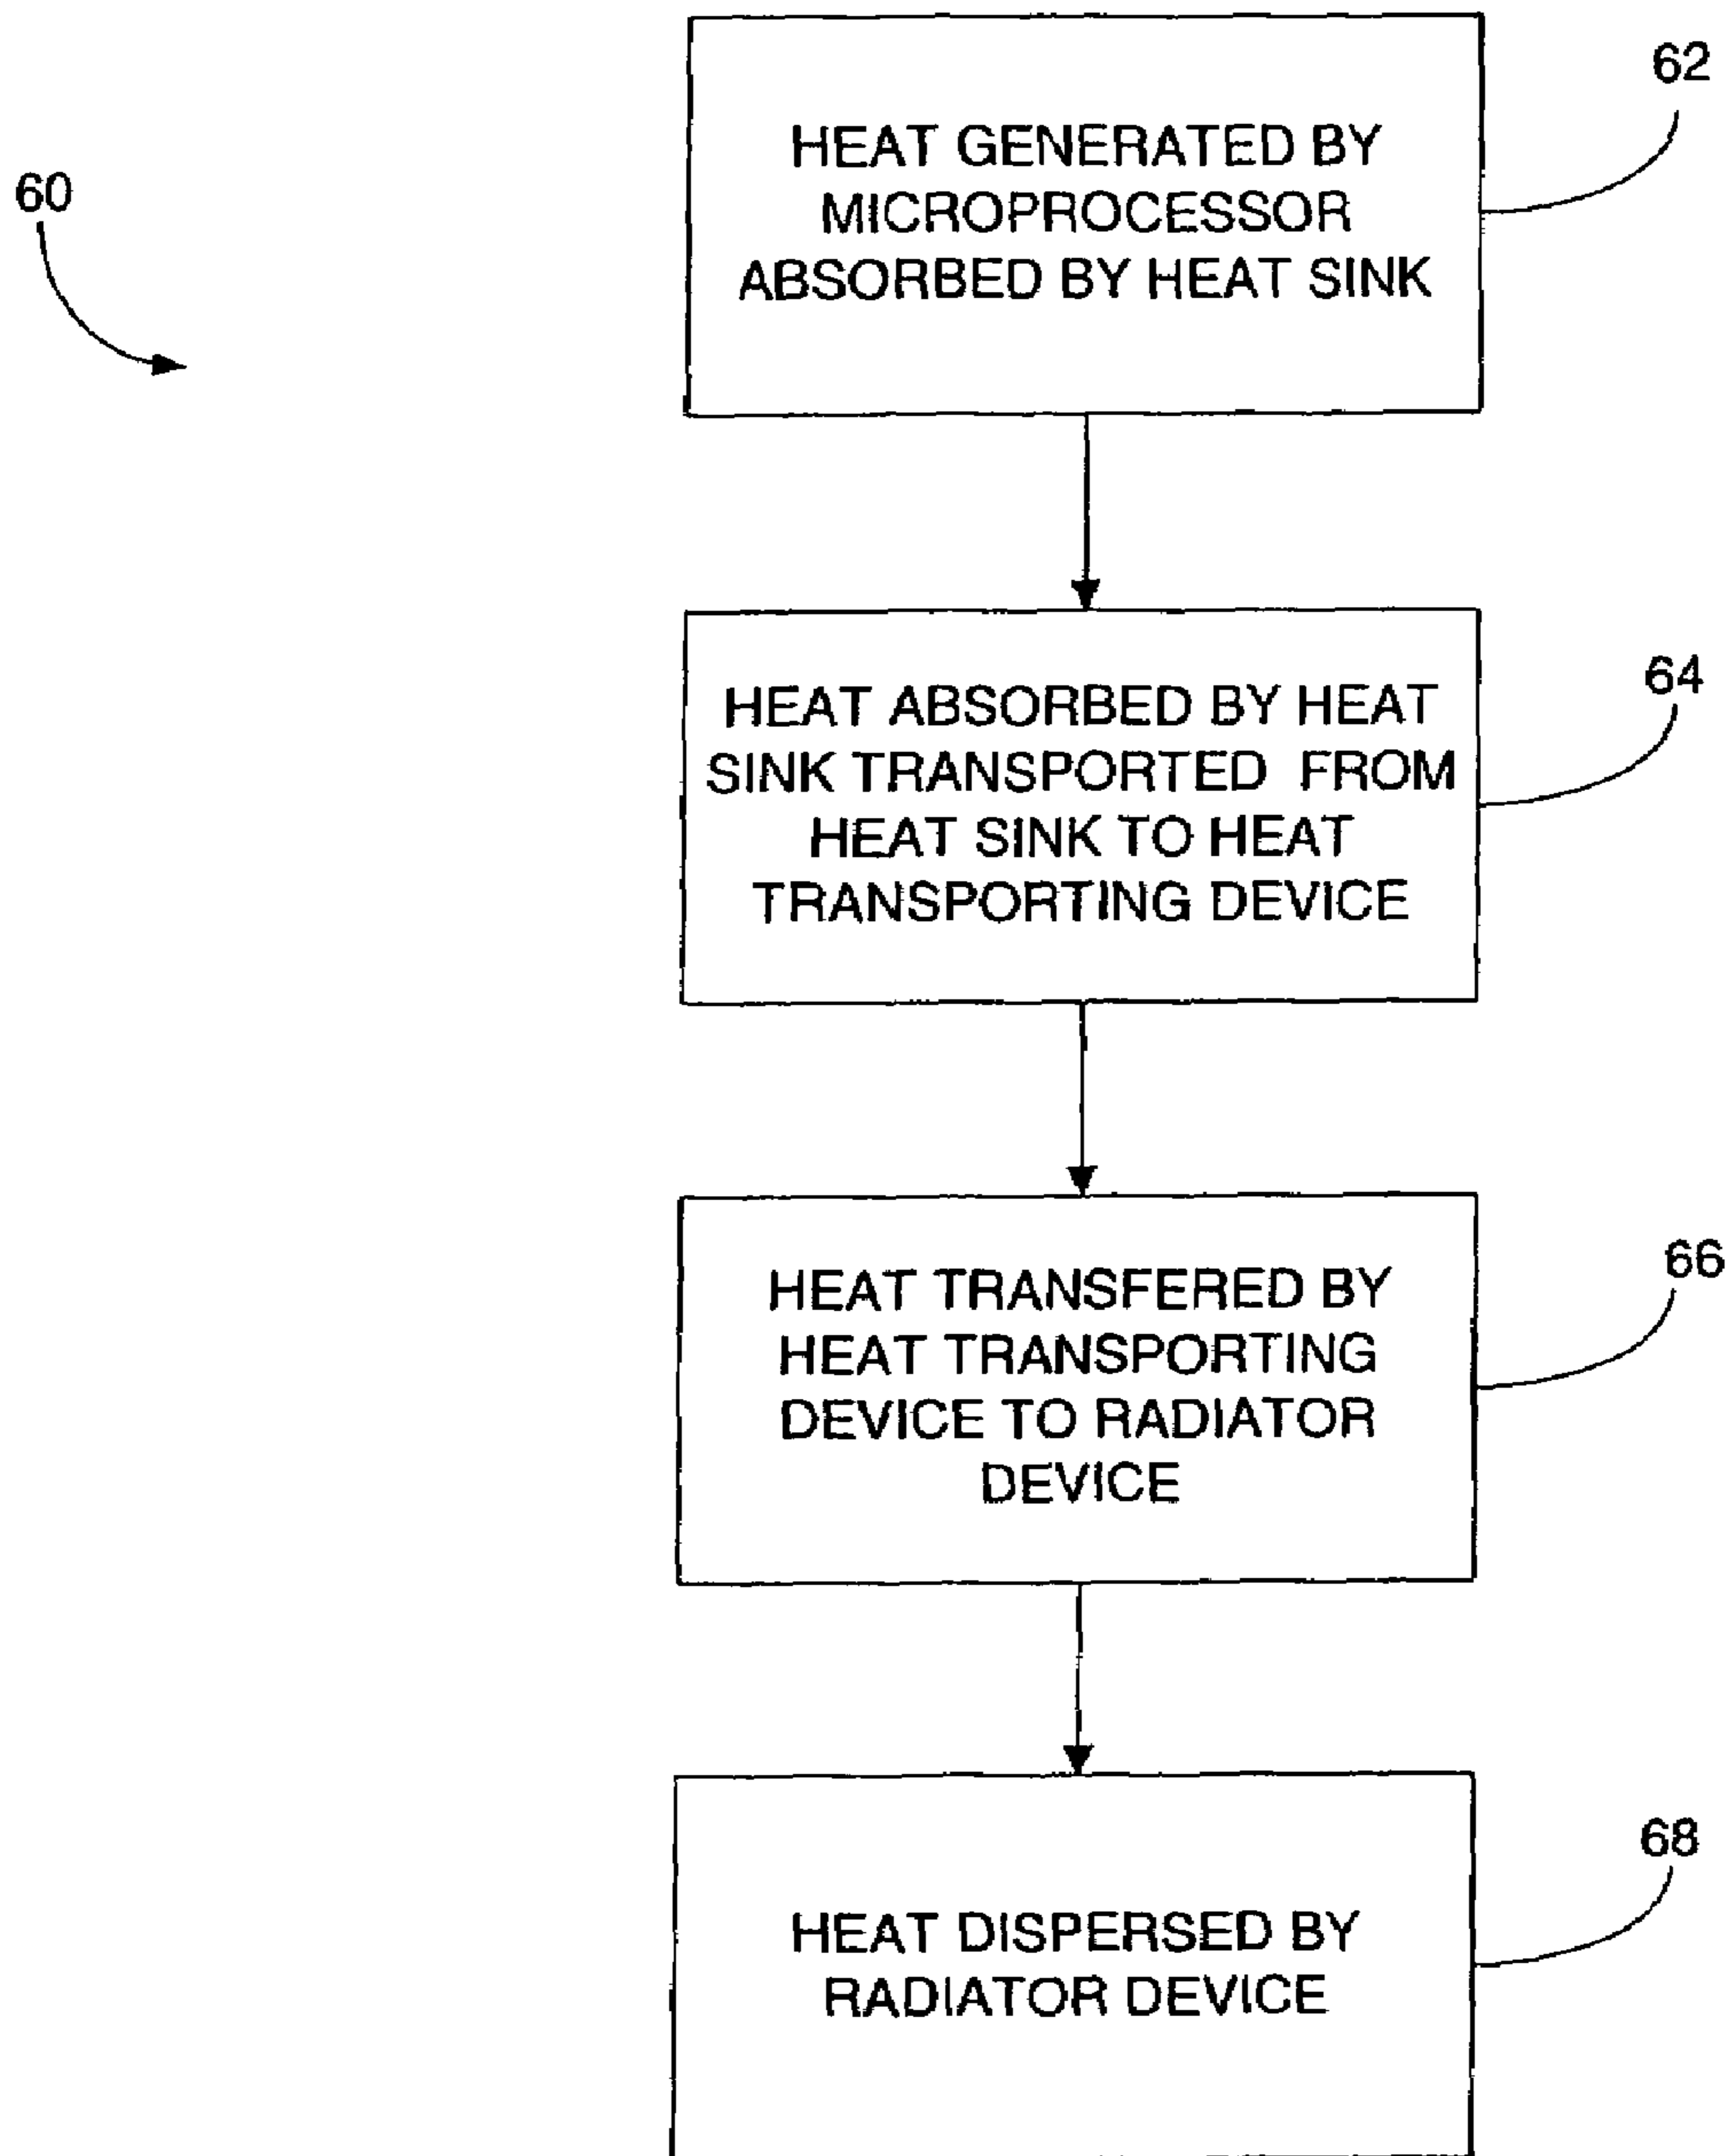 62
HEAT GENERATED BY
MICROPROCESSOR
ABSORBED BY HEAT SINK
60
64
HEAT ABSORBED BY HEAT
SINK TRANSPORTED FROM
HEAT SINK TO HEAT
TRANSPORTING DEVICE
66
HEAT TRANSFERED BY
HEAT TRANSPORTING
DEVICE TO RADIATOR
DEVICE
68
HEAT DISPERSED BY
RADIATOR DEVICE